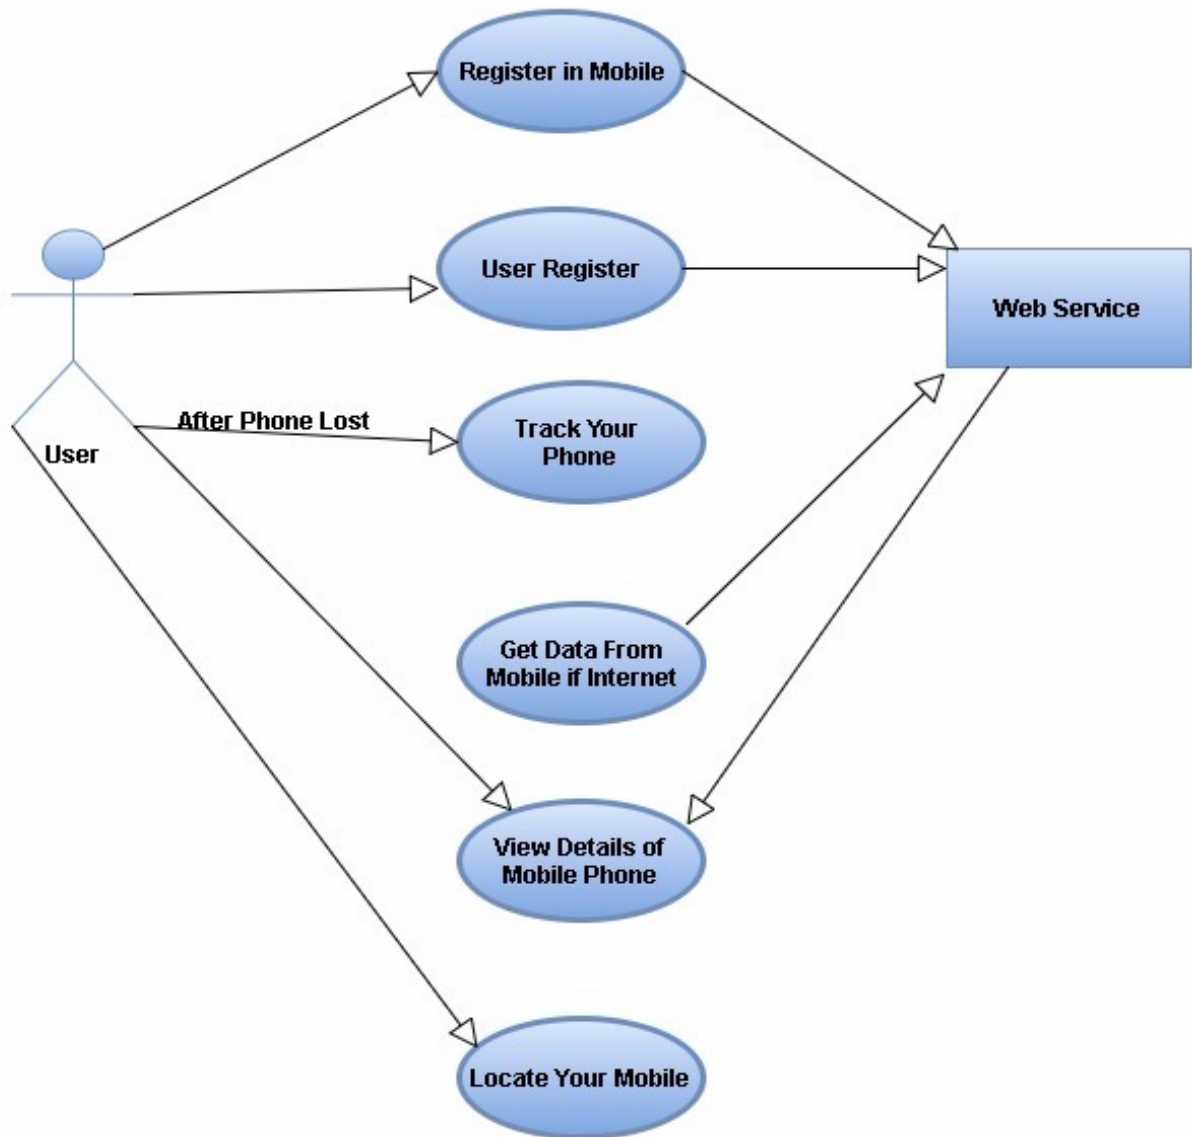 Register in Mobile
User Register
Web Service
After Phone Lost
Track Your
Phone
User
Get Data From
Mobile if Internet
View Details of
Mobile Phone
Locate Your Mobile